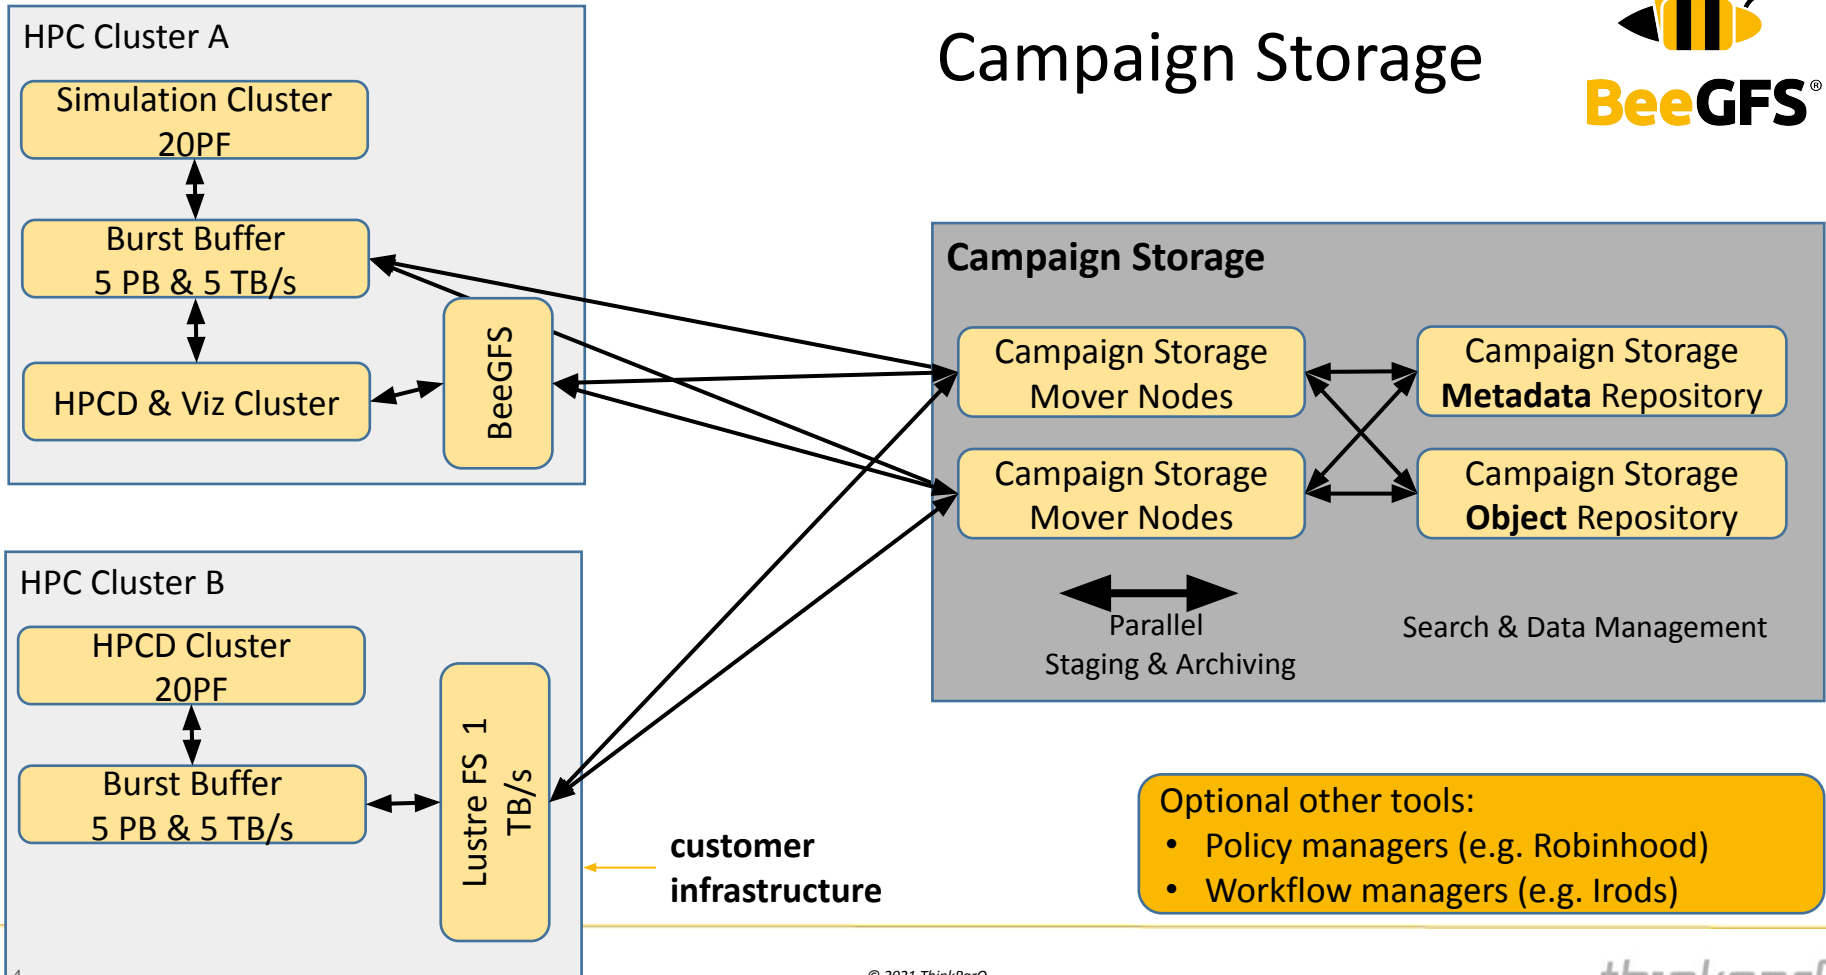 HPC Cluster A
Simulation Cluster
20PF
Burst Buffer
5 PB & 5 TB/s
HPCD & Viz Cluster
BeeGFS
Campaign Storage
BeeGFS®
Campaign Storage
Campaign Storage
Mover Nodes
Campaign Storage
Metadata Repository
Campaign Storage
Mover Nodes
Campaign Storage
Object Repository
Parallel
Staging & Archiving
Search & Data Management
HPC Cluster B
HPCD Cluster
20PF
Burst Buffer
5 PB & 5 TB/s
Lustre FS 1
TB/s
customer
infrastructure
Optional other tools:
• Policy managers (e.g. Robinhood)
• Workflow managers (e.g. Irods)
4
© 2021 ThinkParQ